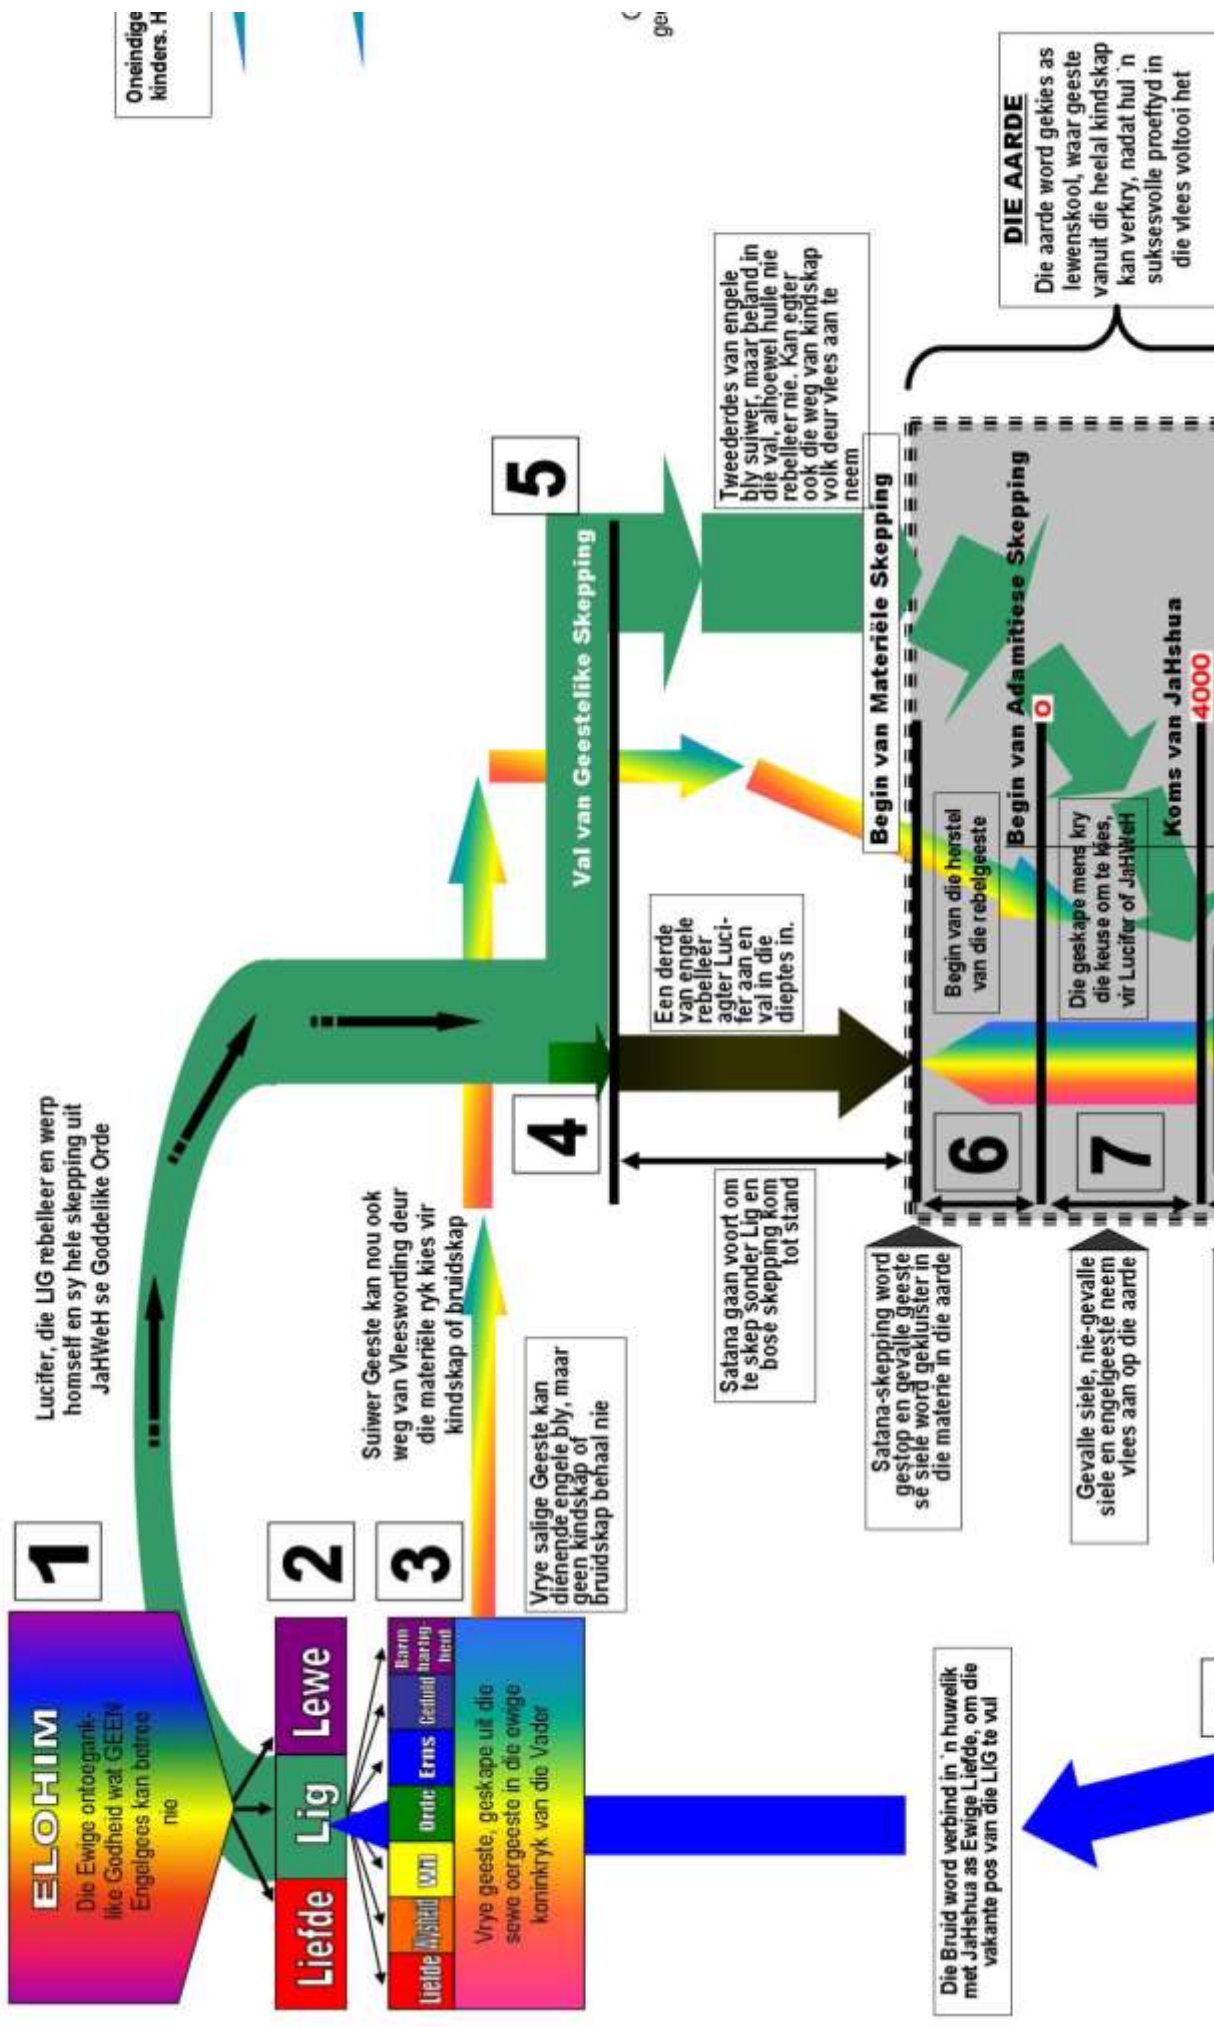 ELOHIM
Die Ewige ontoegank-
like Godheid wat GEEN
Engelgees kan betree
nie
1
Liefde
Lig
Lewe
2
Liefde
Wysheid
Wil
Orde
Erns
Geduld
Barm
hartig-
heid
3
Vrye geeste, geskape uit die
sewe oergeeste in die ewige
koninkryk van die Vader
Lucifer, die LIG rebelleer en werp
homself en sy hele skepping uit
JaHWeH se Goddelike Orde
Suiwer Geeste kan nou ook
weg van Vleeswording deur
die materiële ryk kies vir
kindskap of bruidskap
Vrye salige Geeste kan
dienende engele bly, maar
geen kindskap of
bruidskap behaal nie
Oneindige
kinders. H
4
5
Val van Geestelike Skepping
Een derde
van engele
rebelleer
agter Luci-
fer aan en
val in die
dieptes in.
Tweederdes van engele
bly suiwer, maar beland in
die val, alhoewel hulle nie
rebelleer nie. Kan egter
ook die weg van kindskap
volk deur vlees aan te
neem
Satana gaan voort om
te skep sonder Lig en
bose skepping kom
tot stand
Begin van Materiële Skepping
Satana-skepping word
gestop en gevalle geeste
se siele word gekluister in
die materie in die aarde
6
Begin van die herstel
van die rebelgeeste
Begin van Adamitiese Skepping
0
DIE AARDE
Die aarde word gekies as
lewenskool, waar geeste
vanuit die heelal kindskap
kan verkry, nadat hul `n
suksesvolle proeftyd in
die vlees voltooi het
Gevalle siele, nie-gevalle
siele en engelgeeste neem
vlees aan op die aarde
7
Die geskape mens kry
die keuse om te kies,
vir Lucifer of JaHWeH
Koms van JaHshua
4000
Die Bruid word verbind in `n huwelik
met JaHshua as Ewige Liefde, om die
vakante pos van die LIG te vul